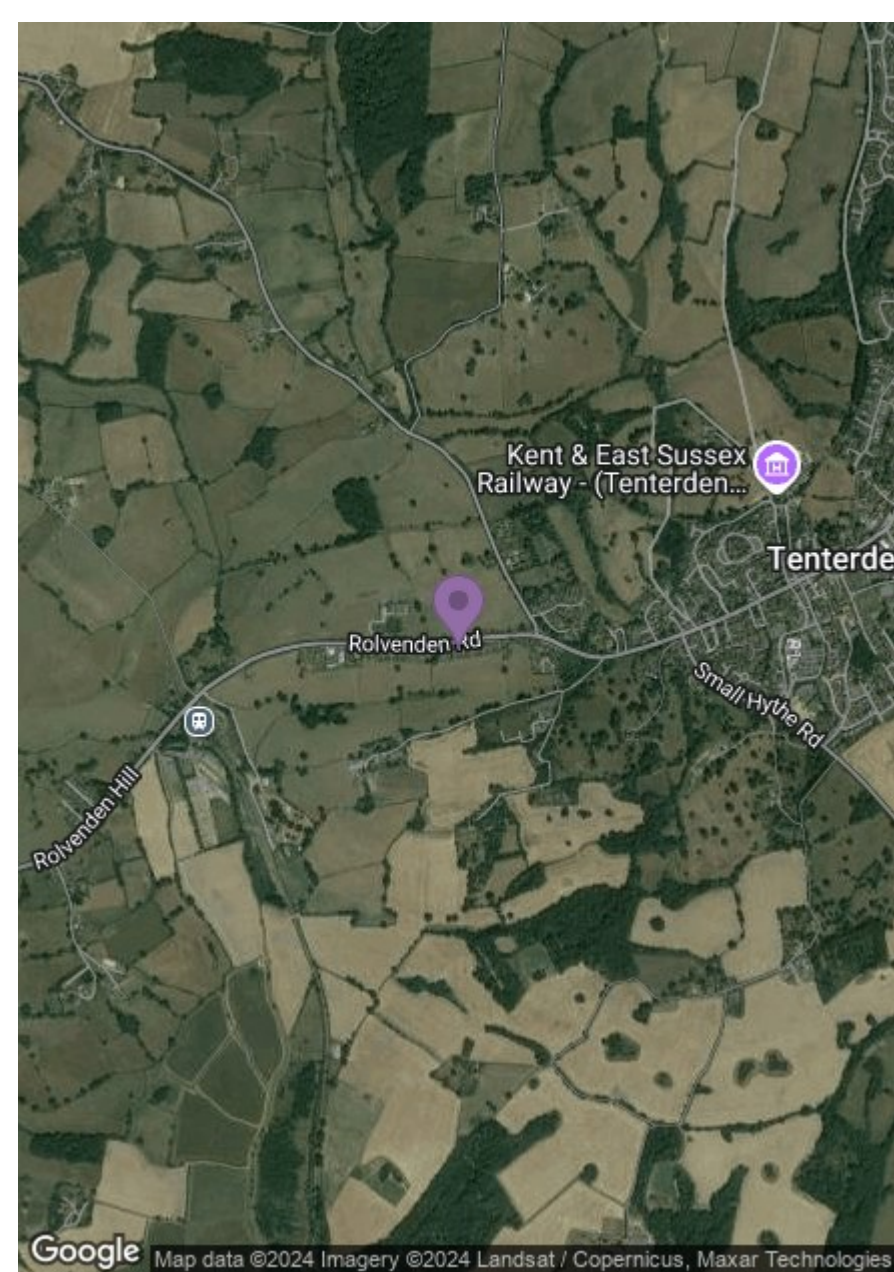 Kent & East Sussex
Railway - (Tenterden...
Tenterde
Rolvenden Rd
Small Hythe Rd
Rolvenden Hill
Google
Map data ©2024 Imagery ©2024 Landsat / Copernicus, Maxar Technologies